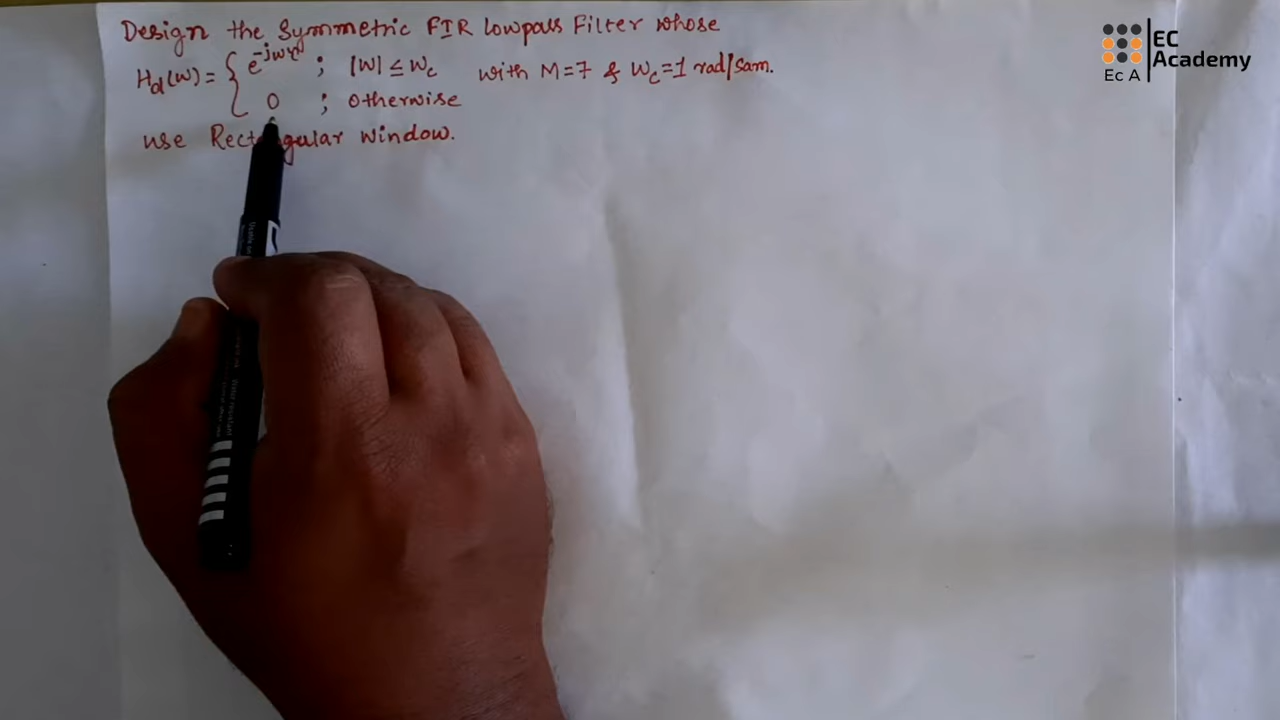 Design the Symmetric FIR Lowpass Filter whose
Hd(w) = { e^-jwτ ; |w| ≤ wc with M=7 & wc=1 rad/sam.
0 ; otherwise
use Rectangular window.
EC Academy
Ec A